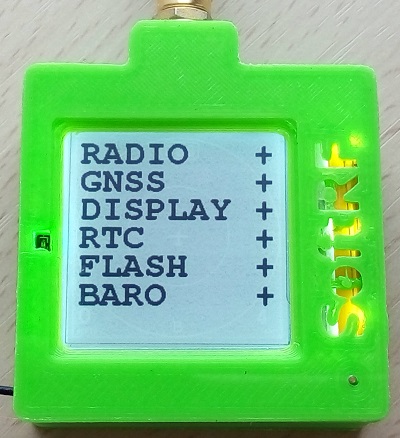 RADIO +
GNSS +
DISPLAY +
RTC +
FLASH +
BARO +
SoftRF